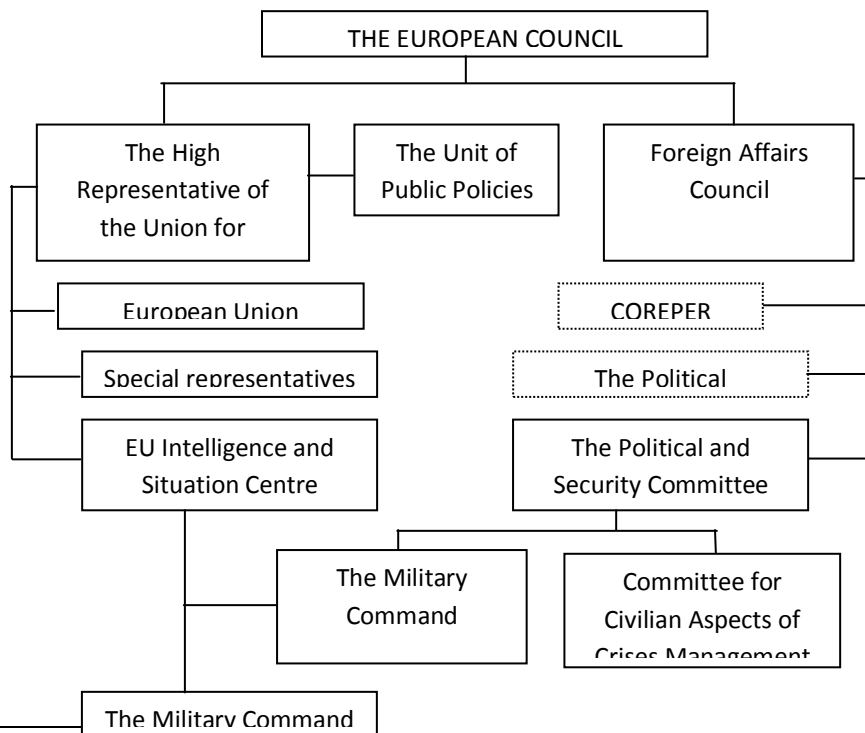 THE EUROPEAN COUNCIL
The High
Representative of
the Union for
The Unit of
Public Policies
Foreign Affairs
Council
European Union
COREPER
Special representatives
The Political
EU Intelligence and
Situation Centre
The Political and
Security Committee
The Military
Command
Committee for
Civilian Aspects of
Crises Management
The Military Command